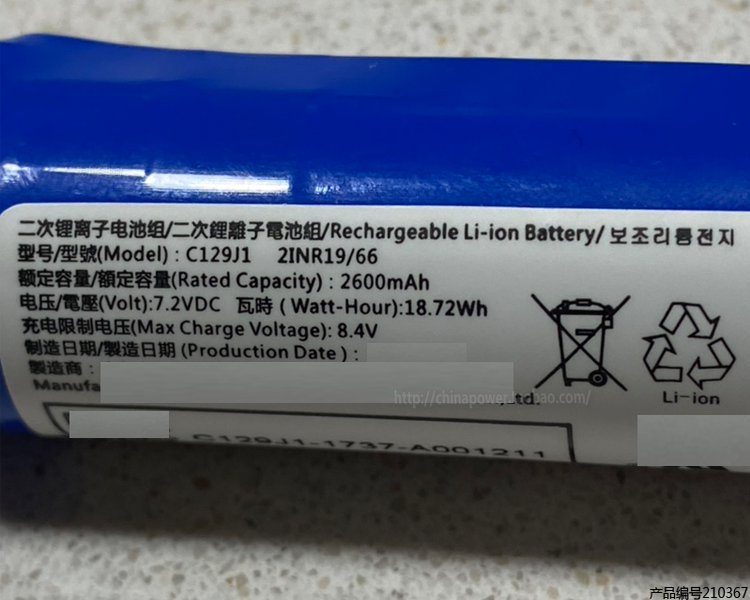 二次锂离子电池组/二次鋰離子電池組/Rechargeable Li-ion Battery/ 보조리튬전지
型号/型號(Model) : C129J1 2INR19/66
额定容量/額定容量(Rated Capacity) : 2600mAh
电压/電壓(Volt):7.2VDC 瓦時 ( Watt-Hour):18.72Wh
充电限制电压(Max Charge Voltage): 8.4V
制造日期/製造日期 (Production Date) :
製造商 :
Manufa
Ltd.
http://chinapower.taobao.com/
Li-ion
C129J1-1737-A001211
产品编号210367